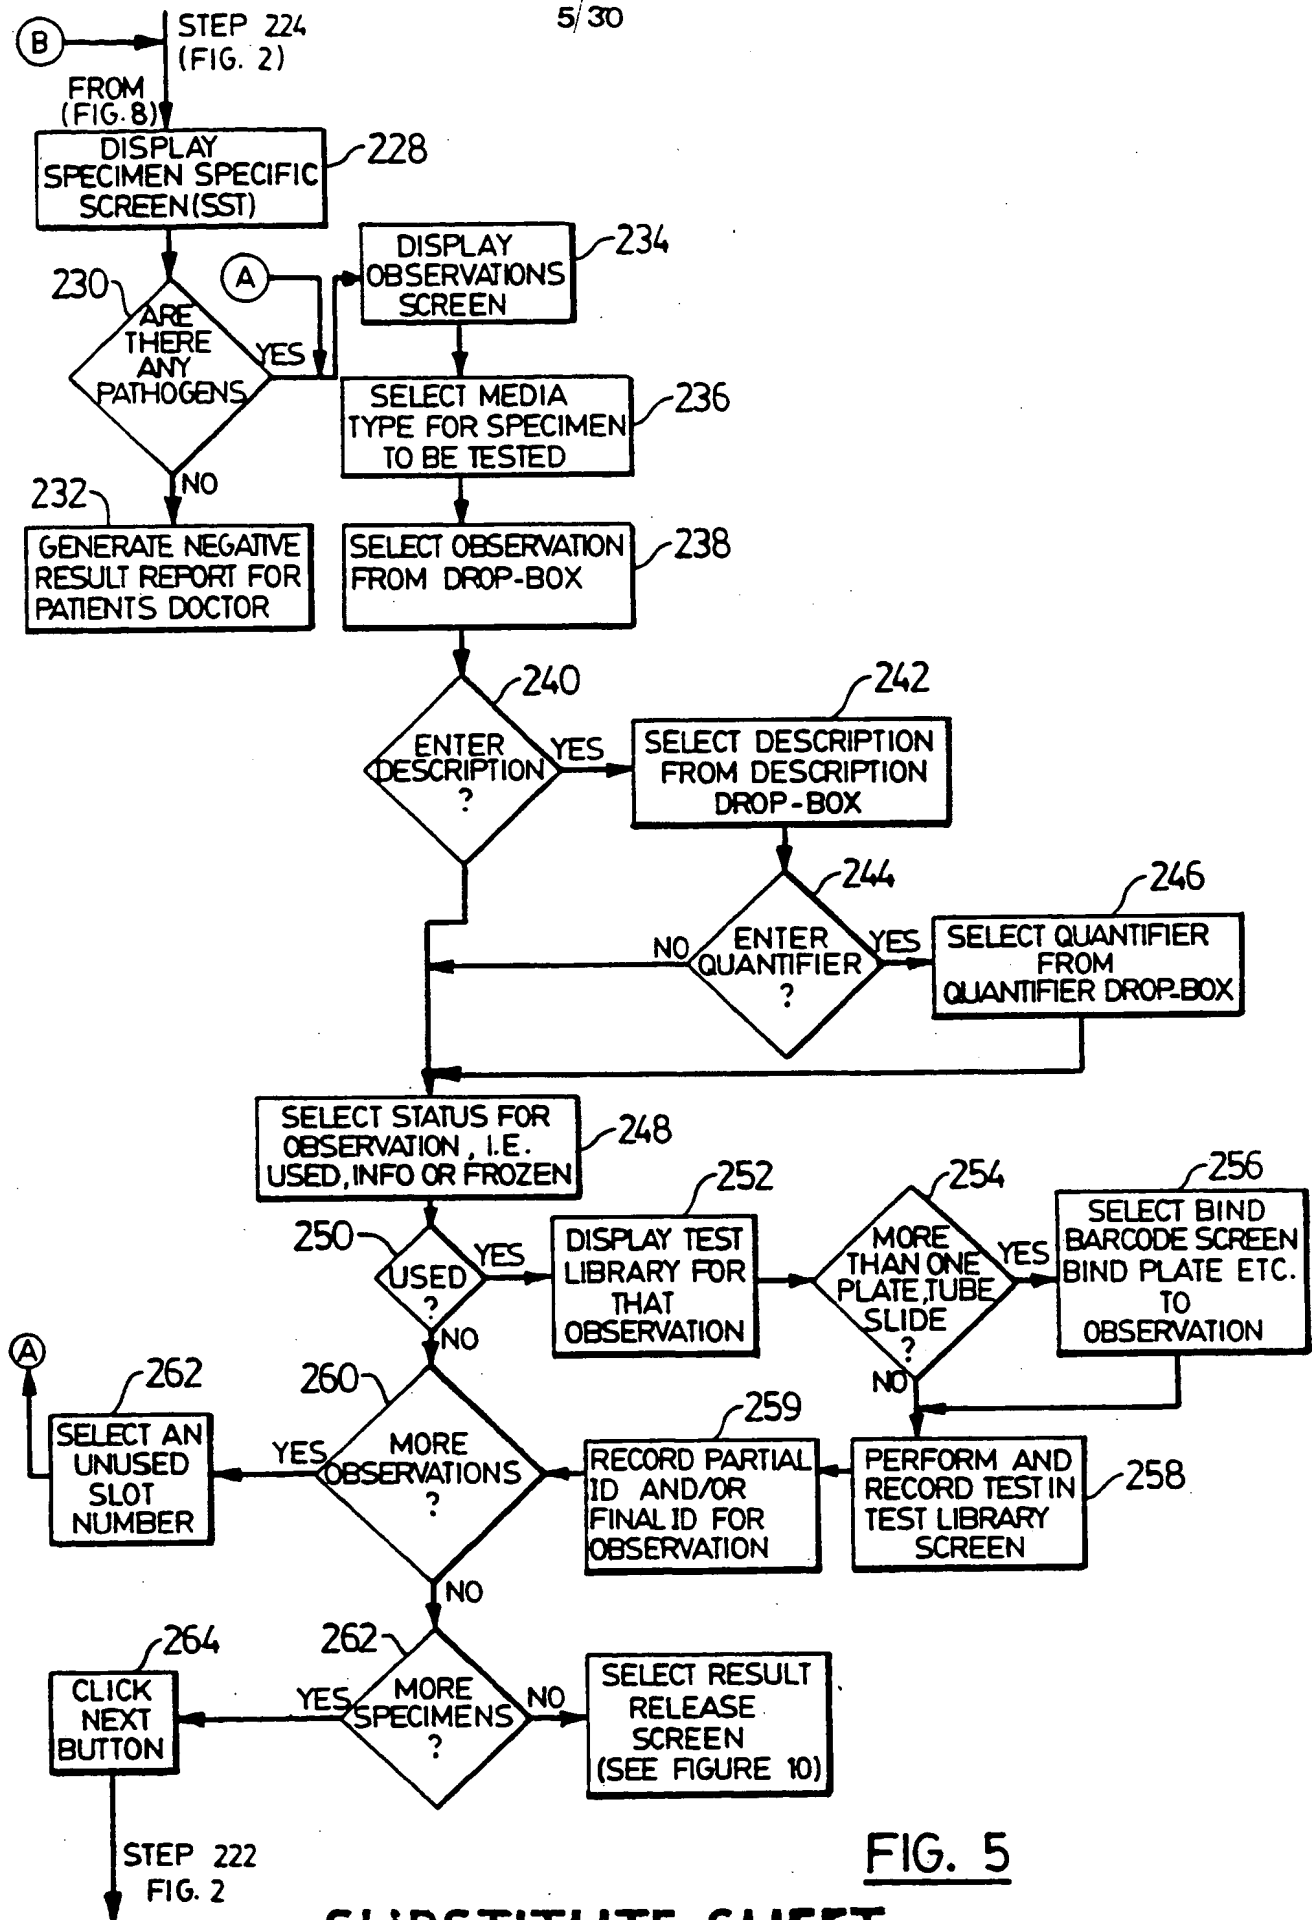 5/30
B
STEP 224
(FIG. 2)
FROM
(FIG. 8)
DISPLAY
SPECIMEN SPECIFIC
SCREEN(SST)
228
230
ARE
THERE
ANY
PATHOGENS
YES
NO
A
DISPLAY
OBSERVATIONS
SCREEN
234
SELECT MEDIA
TYPE FOR SPECIMEN
TO BE TESTED
236
232
GENERATE NEGATIVE
RESULT REPORT FOR
PATIENTS DOCTOR
SELECT OBSERVATION
FROM DROP-BOX
238
240
ENTER
DESCRIPTION
?
YES
242
SELECT DESCRIPTION
FROM DESCRIPTION
DROP-BOX
244
ENTER
QUANTIFIER
?
NO
YES
246
SELECT QUANTIFIER
FROM
QUANTIFIER DROP-BOX
SELECT STATUS FOR
OBSERVATION, I.E.
USED, INFO OR FROZEN
248
250
USED
?
YES
NO
252
DISPLAY TEST
LIBRARY FOR
THAT
OBSERVATION
254
MORE
THAN ONE
PLATE, TUBE
SLIDE
?
YES
NO
256
SELECT BIND
BARCODE SCREEN
BIND PLATE ETC.
TO
OBSERVATION
A
262
SELECT AN
UNUSED
SLOT
NUMBER
260
YES
MORE
OBSERVATIONS
?
NO
259
RECORD PARTIAL
ID AND/OR
FINAL ID FOR
OBSERVATION
PERFORM AND
RECORD TEST IN
TEST LIBRARY
SCREEN
258
264
CLICK
NEXT
BUTTON
262
YES
MORE
SPECIMENS
?
NO
SELECT RESULT
RELEASE
SCREEN
(SEE FIGURE 10)
STEP 222
FIG. 2
FIG. 5
SUBSTITUTE SHEET